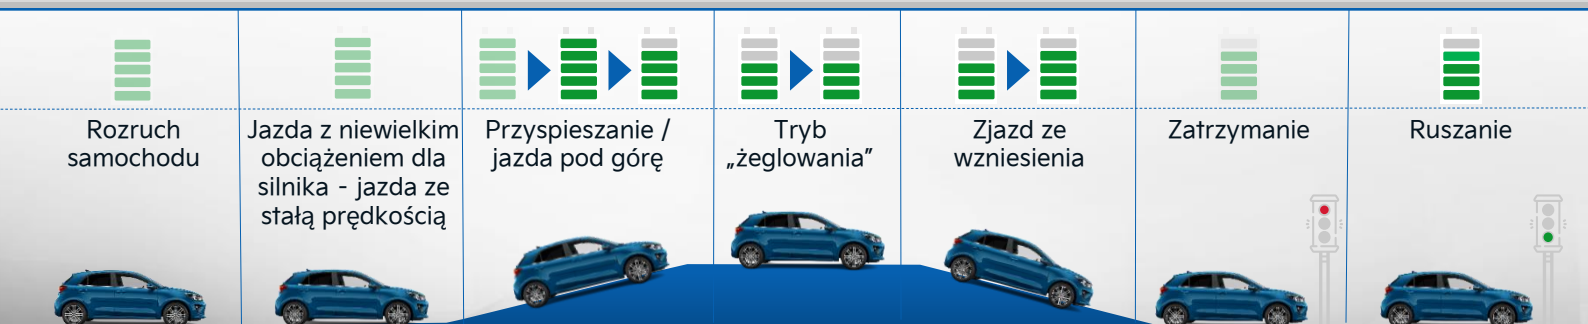 Rozruch
samochodu
Jazda z niewielkim
obciążeniem dla
silnika - jazda ze
stałą prędkością
Przyspieszanie /
jazda pod górę
Tryb
„żeglowania”
Zjazd ze
wzniesienia
Zatrzymanie
Ruszanie